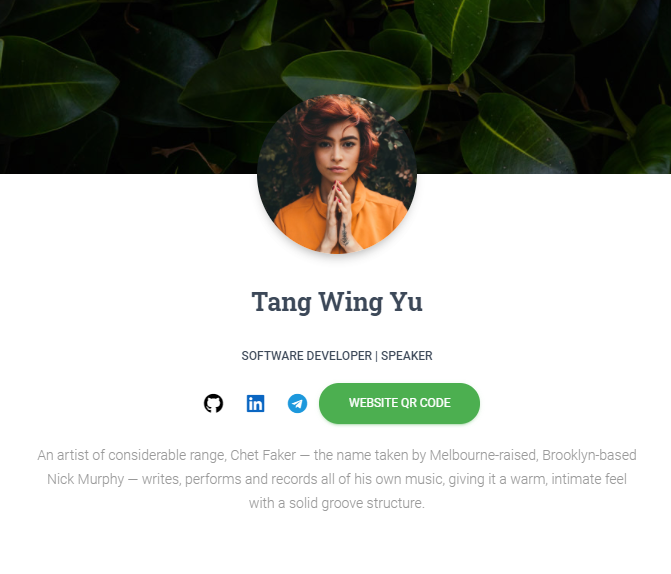 Tang Wing Yu
SOFTWARE DEVELOPER | SPEAKER
in
WEBSITE QR CODE
An artist of considerable range, Chet Faker — the name taken by Melbourne-raised, Brooklyn-based
Nick Murphy — writes, performs and records all of his own music, giving it a warm, intimate feel
with a solid groove structure.